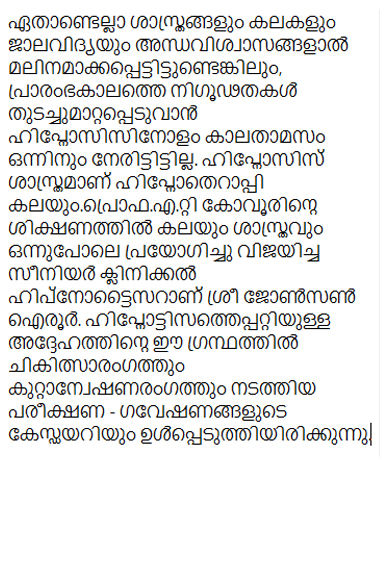 ഏതാണ്ടെല്ലാ ശാസ്ത്രങ്ങളും കലകളും
ജാലവിദ്യയും അന്ധവിശ്വാസങ്ങളാൽ
മലിനമാക്കപ്പെട്ടിട്ടുണ്ടെങ്കിലും,
പ്രാരംഭകാലത്തെ നിഗൂഢതകൾ
തുടച്ചുമാറ്റപ്പെടുവാൻ
ഹിപ്നോസിസിനോളം കാലതാമസം
ഒന്നിനും നേരിട്ടിട്ടില്ല. ഹിപ്നോസിസ്
ശാസ്ത്രമാണ് ഹിപ്നോതെറാപ്പി
കലയും.പ്രൊഫ.എ.റ്റി കോവൂരിന്റെ
ശിക്ഷണത്തിൽ കലയും ശാസ്ത്രവും
ഒന്നുപോലെ പ്രയോഗിച്ചു വിജയിച്ച
സീനിയർ ക്ലിനിക്കൽ
ഹിപ്‌നോട്ടൈസറാണ് ശ്രീ ജോൺസൺ
ഐരൂർ. ഹിപ്നോട്ടിസത്തെപ്പറ്റിയുള്ള
അദ്ദേഹത്തിന്റെ ഈ ഗ്രന്ഥത്തിൽ
ചികിത്സാരംഗത്തും
കുറ്റാന്വേഷണരംഗത്തും നടത്തിയ
പരീക്ഷണ - ഗവേഷണങ്ങളുടെ
കേസ്ഡയറിയും ഉൾപ്പെടുത്തിയിരിക്കുന്നു